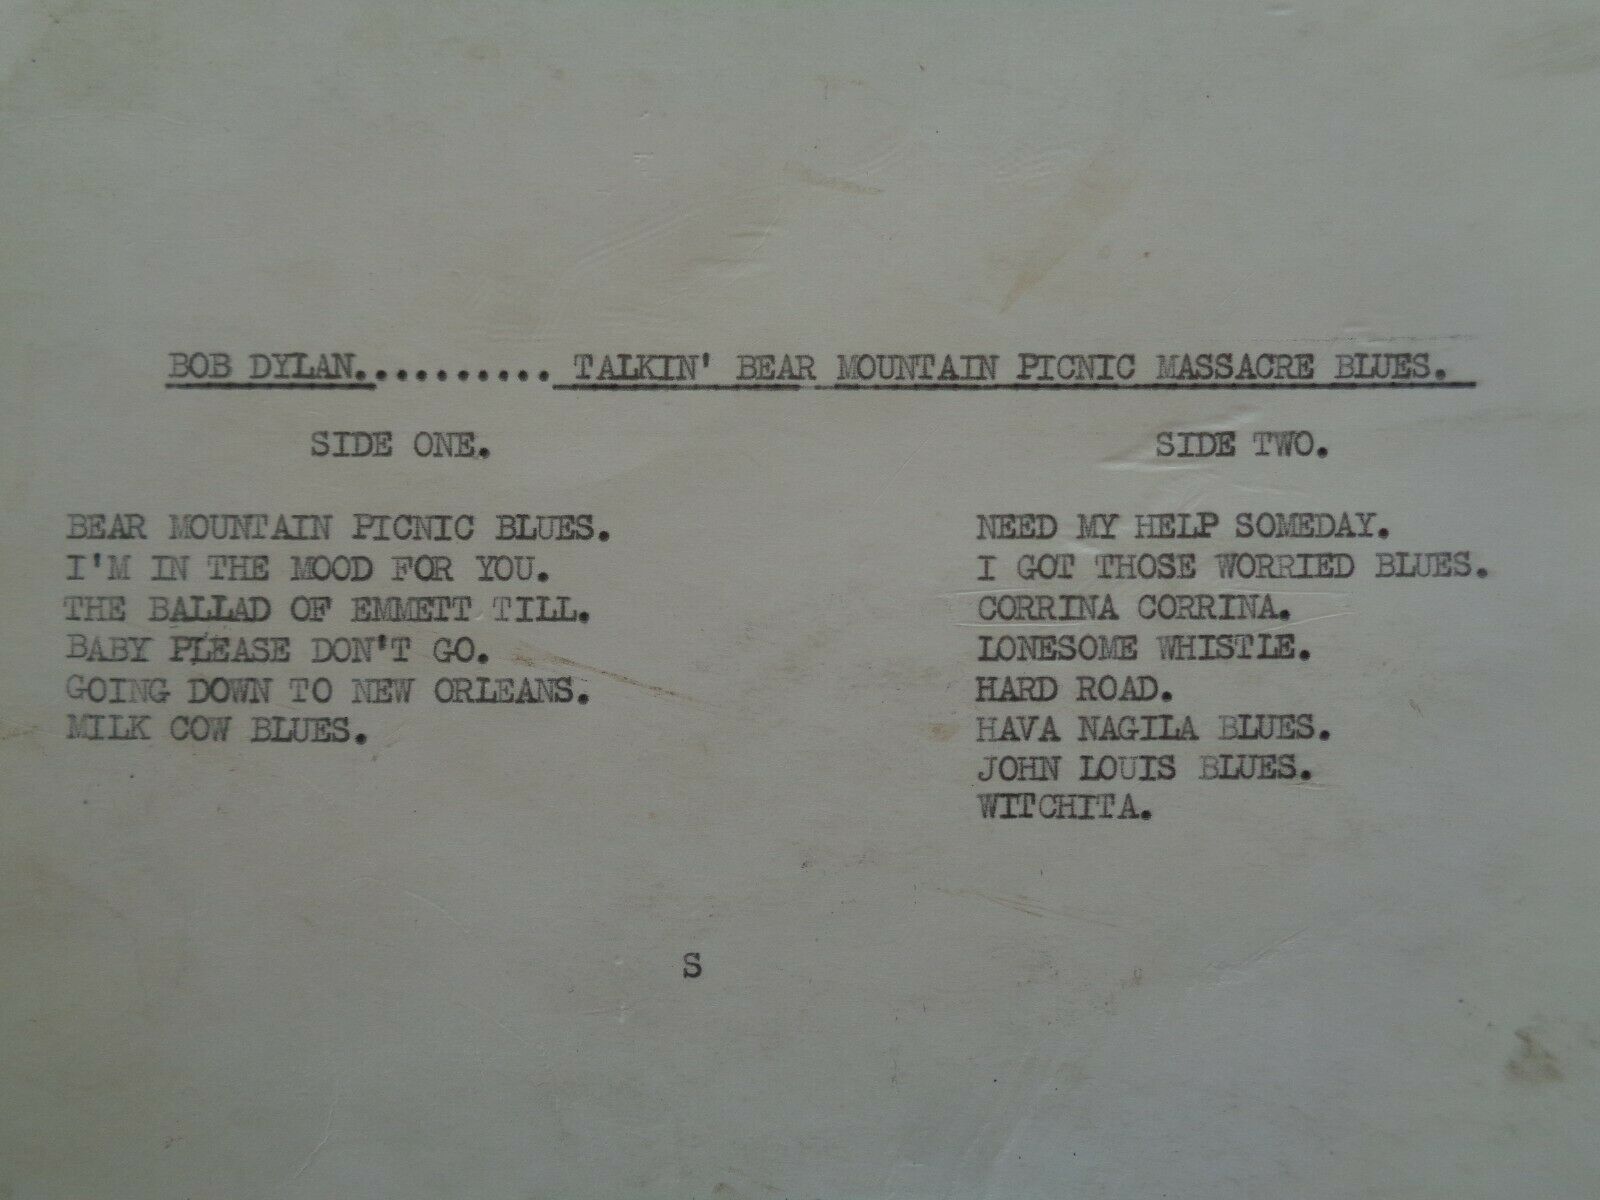 BOB DYLAN.......... TALKIN' BEAR MOUNTAIN PICNIC MASSACRE BLUES.
SIDE ONE.
BEAR MOUNTAIN PICNIC BLUES.
I'M IN THE MOOD FOR YOU.
THE BALLAD OF EMMETT TILL.
BABY PLEASE DON'T GO.
GOING DOWN TO NEW ORLEANS.
MILK COW BLUES.
SIDE TWO.
NEED MY HELP SOMEDAY.
I GOT THOSE WORRIED BLUES.
CORRINA CORRINA.
LONESOME WHISTLE.
HARD ROAD.
HAVA NAGILA BLUES.
JOHN LOUIS BLUES.
WITCHITA.
S